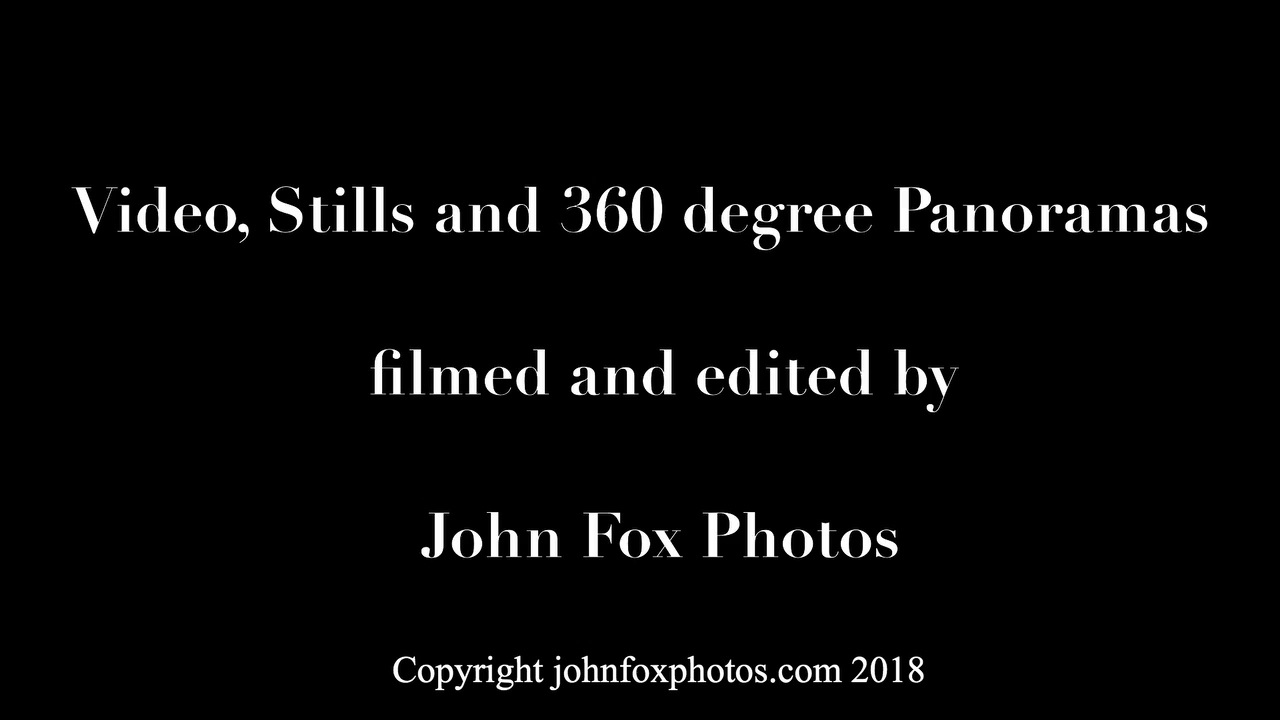 Video, Stills and 360 degree Panoramas
filmed and edited by
John Fox Photos
Copyright johnfoxphotos.com 2018